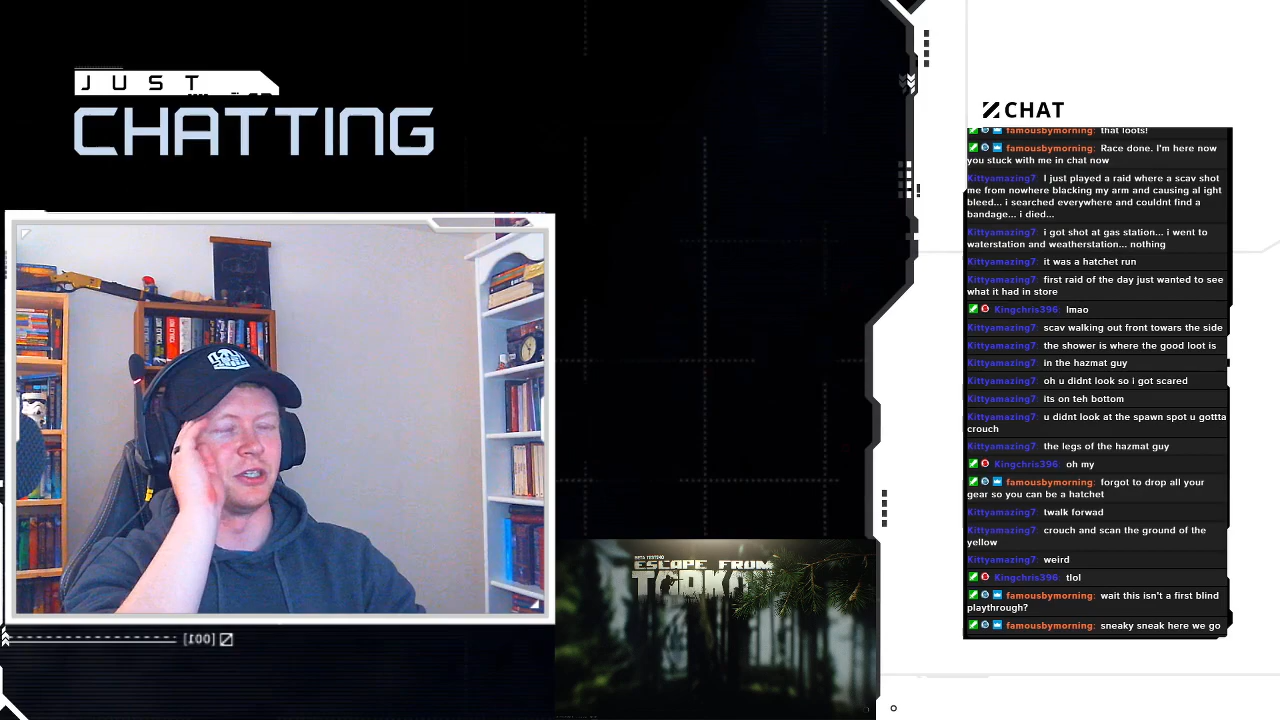 JUST
CHATTING
CHAT
famousbymorning: that loots!
famousbymorning: Race done. I'm here now
you stuck with me in chat now
Kittyamazing7: I just played a raid where a scav shot
me from nowhere blacking my arm and causing al ight
bleed... i searched everywhere and couldnt find a
bandage... i died...
Kittyamazing7: i got shot at gas station... i went to
waterstation and weatherstation... nothing
Kittyamazing7: it was a hatchet run
Kittyamazing7: first raid of the day just wanted to see
what it had in store
Kingchris396: lmao
Kittyamazing7: scav walking out front towars the side
Kittyamazing7: the shower is where the good loot is
Kittyamazing7: in the hazmat guy
Kittyamazing7: oh u didnt look so i got scared
Kittyamazing7: its on teh bottom
Kittyamazing7: u didnt look at the spawn spot u gottta
crouch
Kittyamazing7: the legs of the hazmat guy
Kingchris396: oh my
famousbymorning: forgot to drop all your
gear so you can be a hatchet
Kittyamazing7: twalk forwad
Kittyamazing7: crouch and scan the ground of the
yellow
Kittyamazing7: weird
Kingchris396: tlol
famousbymorning: wait this isn't a first blind
playthrough?
famousbymorning: sneaky sneak here we go
ESCAPE FROM
TARKOV
[001]